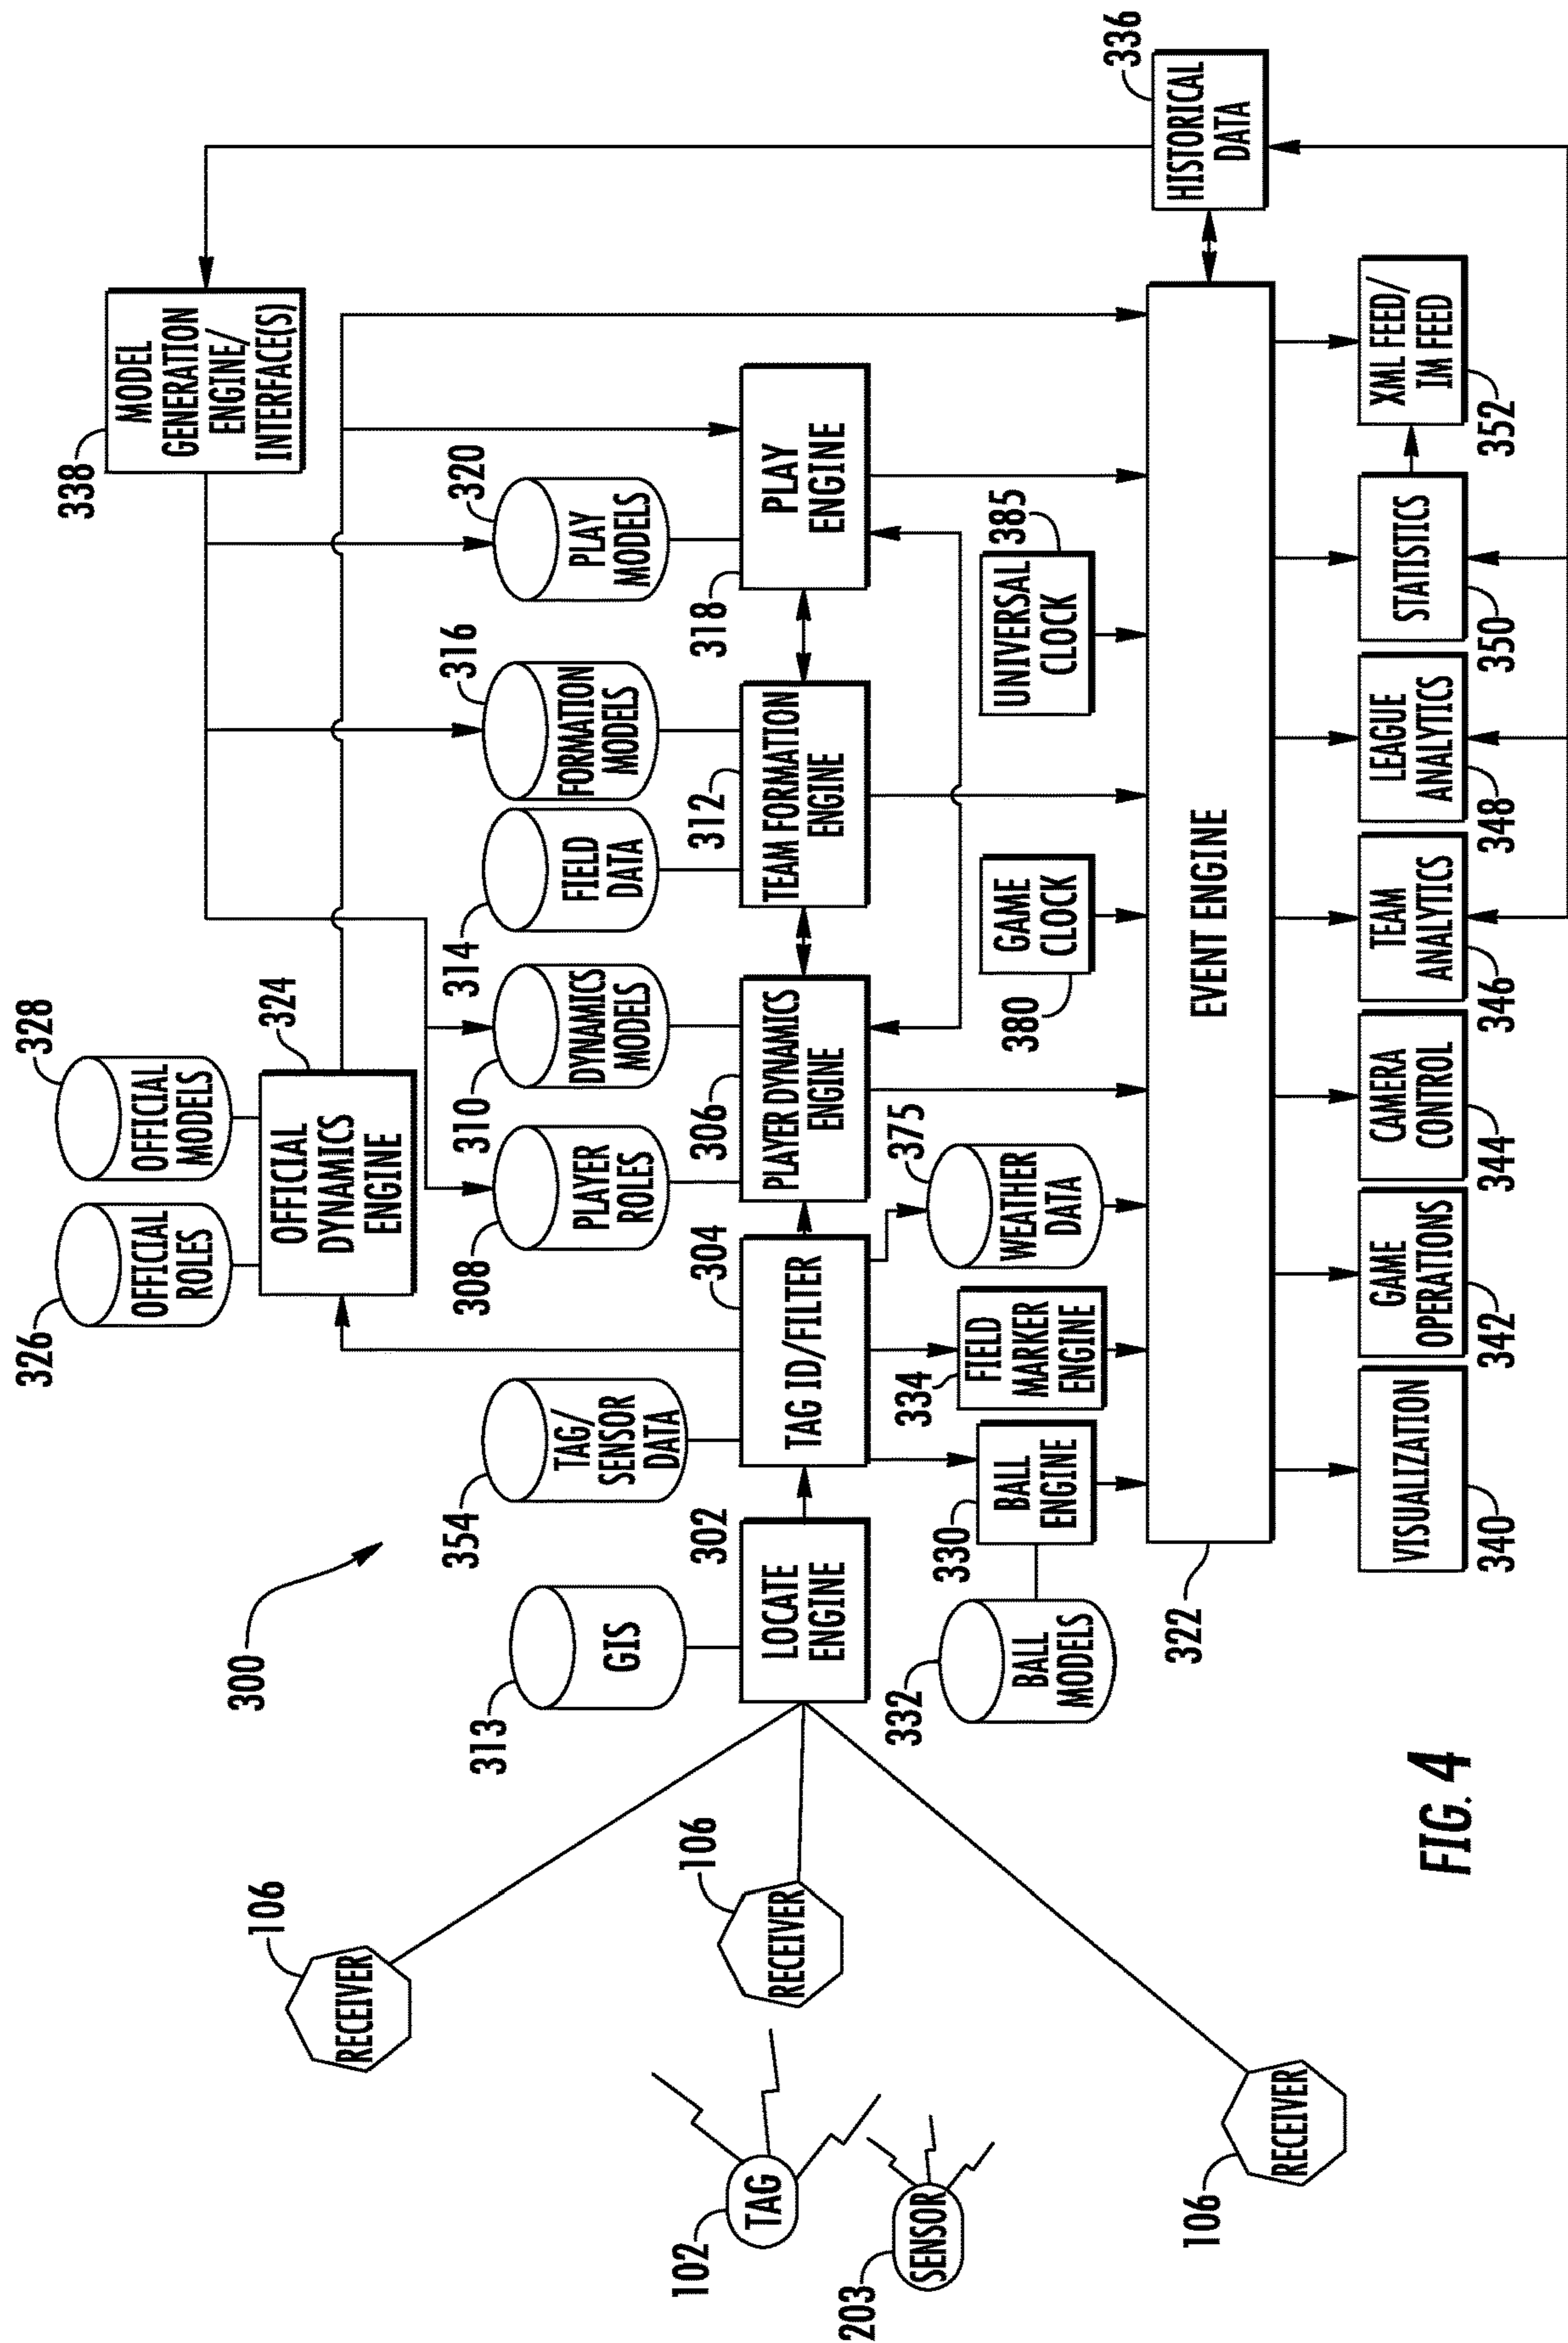 328
326
OFFICIAL
ROLES
OFFICIAL
MODELS
324
OFFICIAL
DYNAMICS
ENGINE
338
MODEL
GENERATION
ENGINE/
INTERFACE(S)
336
HISTORICAL
DATA
300
313
GIS
354
TAG/
SENSOR
DATA
308
PLAYER
ROLES
310
DYNAMICS
MODELS
314
FIELD
DATA
316
FORMATION
MODELS
320
PLAY
MODELS
106
RECEIVER
106
RECEIVER
106
RECEIVER
102
TAG
203
SENSOR
302
LOCATE
ENGINE
304
TAG ID/FILTER
306
PLAYER DYNAMICS
ENGINE
312
TEAM FORMATION
ENGINE
318
PLAY
ENGINE
332
BALL
MODELS
330
BALL
ENGINE
334
FIELD
MARKER
ENGINE
375
WEATHER
DATA
380
GAME
CLOCK
385
UNIVERSAL
CLOCK
322
EVENT ENGINE
VISUALIZATION
340
GAME
OPERATIONS
342
CAMERA
CONTROL
344
TEAM
ANALYTICS
346
LEAGUE
ANALYTICS
348
STATISTICS
350
XML FEED/
IM FEED
352
FIG. 4